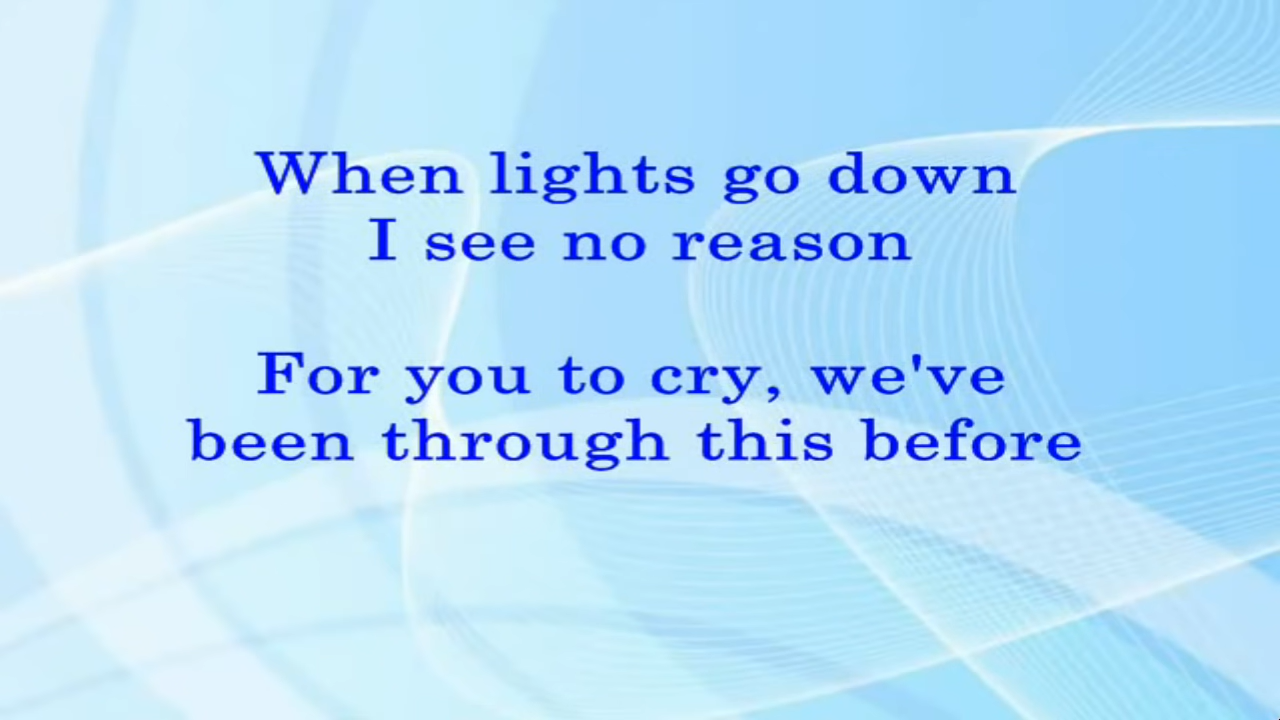 When lights go down
I see no reason
For you to cry, we've
been through this before